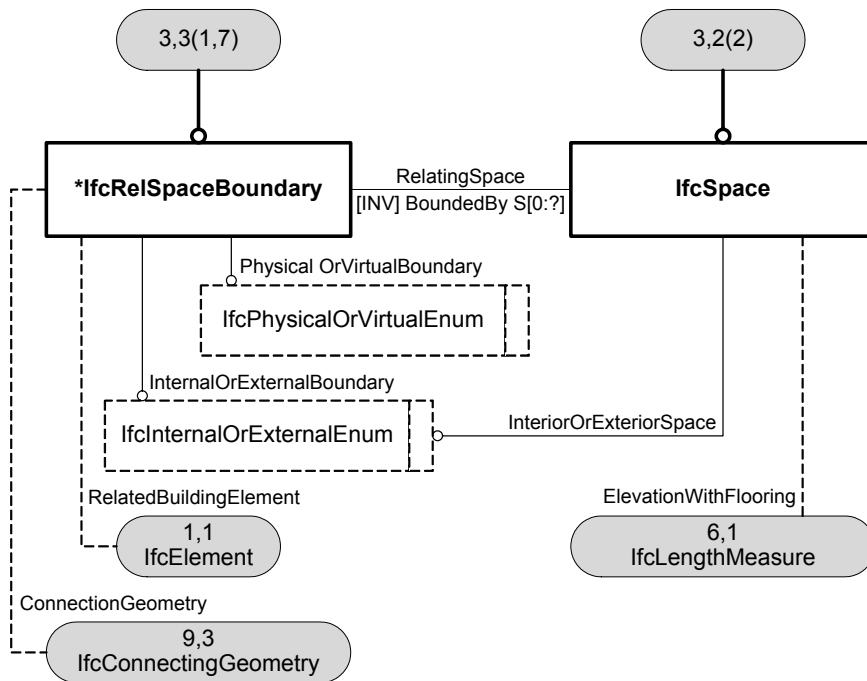 3,3(1,7)
3,2(2)
*IfcRelSpaceBoundary
RelatingSpace
[INV] BoundedBy S[0:?]
IfcSpace
Physical OrVirtualBoundary
IfcPhysicalOrVirtualEnum
InternalOrExternalBoundary
IfcInternalOrExternalEnum
InteriorOrExteriorSpace
RelatedBuildingElement
1,1
IfcElement
ElevationWithFlooring
6,1
IfcLengthMeasure
ConnectionGeometry
9,3
IfcConnectingGeometry